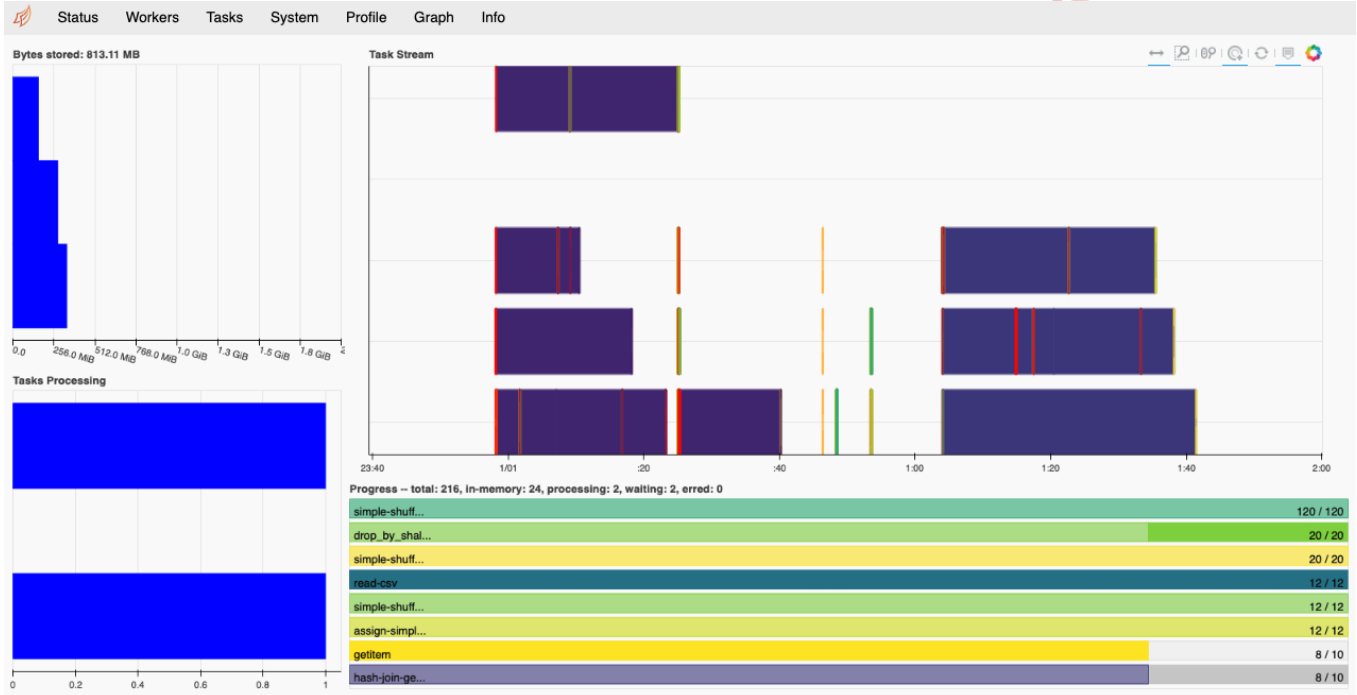 Status Workers Tasks System Profile Graph Info
Bytes stored: 813.11 MB
0.0 256.0 MiB 512.0 MiB 768.0 MiB 1.0 GiB 1.3 GiB 1.5 GiB 1.8 GiB
Tasks Processing
0 0.2 0.4 0.6 0.8 1
Task Stream
23:40 1/01 :20 :40 1:00 1:20 1:40 2:00
Progress -- total: 216, in-memory: 24, processing: 2, waiting: 2, erred: 0
simple-shuff... 120 / 120
drop_by_shal... 20 / 20
simple-shuff... 20 / 20
read-csv 12 / 12
simple-shuff... 12 / 12
assign-simpl... 12 / 12
getitem 8 / 10
hash-join-ge... 8 / 10